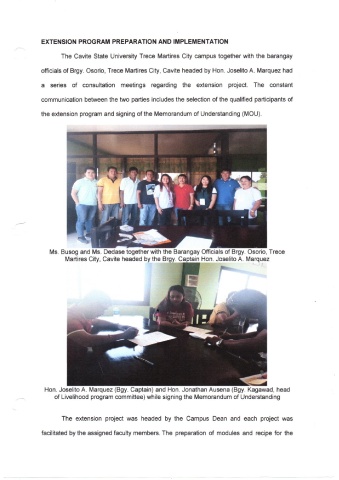 EXTENSION PROGRAM PREPARATION AND IMPLEMENTATION
The Cavite State University Trece Martires City campus together with the barangay
officials of Brgy. Osorio, Trece Martires City, Cavite headed by Hon. Joselito A. Marquez had
a series of consultation meetings regarding the extension project. The constant
communication between the two parties includes the selection of the qualified participants of
the extension program and signing of the Memorandum of Understanding (MOU).
Ms. Busog and Ms. Dedase together with the Barangay Officials of Brgy. Osorio, Trece
Martires City, Cavite headed by the Brgy. Captain Hon. Joselito A. Marquez
Hon. Joselito A. Marquez (Bgy. Captain) and Hon. Jonathan Ausena (Bgy. Kagawad, head
of Livelihood program committee) while signing the Memorandum of Understanding
The extension project was headed by the Campus Dean and each project was
facilitated by the assigned faculty members. The preparation of modules and recipe for the